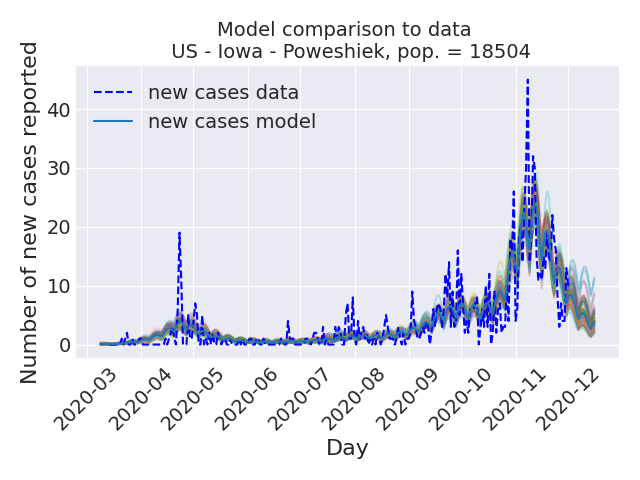 Model comparison to data
US - Iowa - Poweshiek, pop. = 18504
Number of new cases reported
40
30
20
10
0
new cases data
new cases model
2020-03
2020-04
2020-05
2020-06
2020-07
2020-08
2020-09
2020-10
2020-11
2020-12
Day